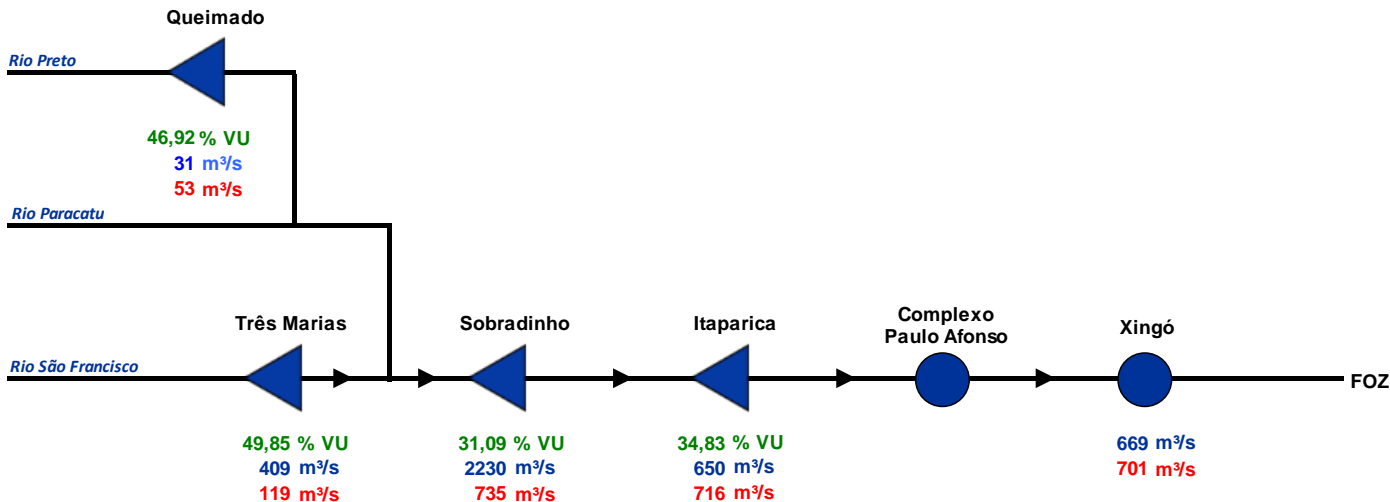 Queimado
Rio Preto
46,92 % VU
31 m³/s
53 m³/s
Rio Paracatu
Três Marias
Sobradinho
Itaparica
Complexo
Paulo Afonso
Xingó
Rio São Francisco
FOZ
49,85 % VU
409 m³/s
119 m³/s
31,09 % VU
2230 m³/s
735 m³/s
34,83 % VU
650 m³/s
716 m³/s
669 m³/s
701 m³/s